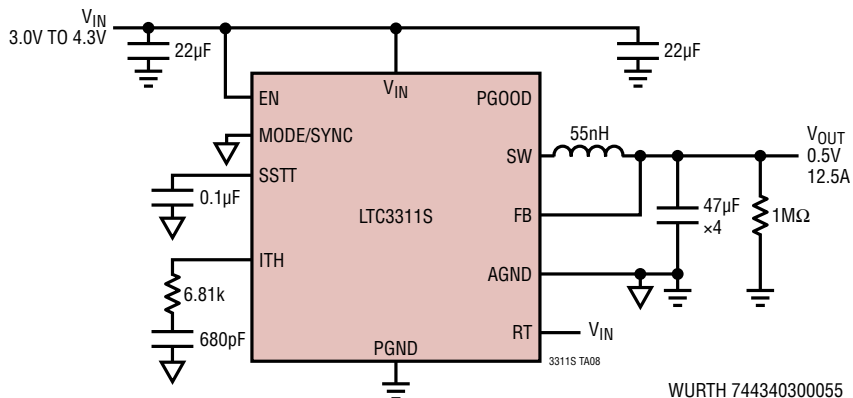 VIN
3.0V TO 4.3V
22µF
22µF
VIN
EN
PGOOD
MODE/SYNC
55nH
SW
VOUT
0.5V
12.5A
SSTT
0.1µF
LTC3311S
47µF
×4
1MΩ
FB
ITH
AGND
6.81k
680pF
RT
VIN
PGND
3311S TA08
WURTH 744340300055